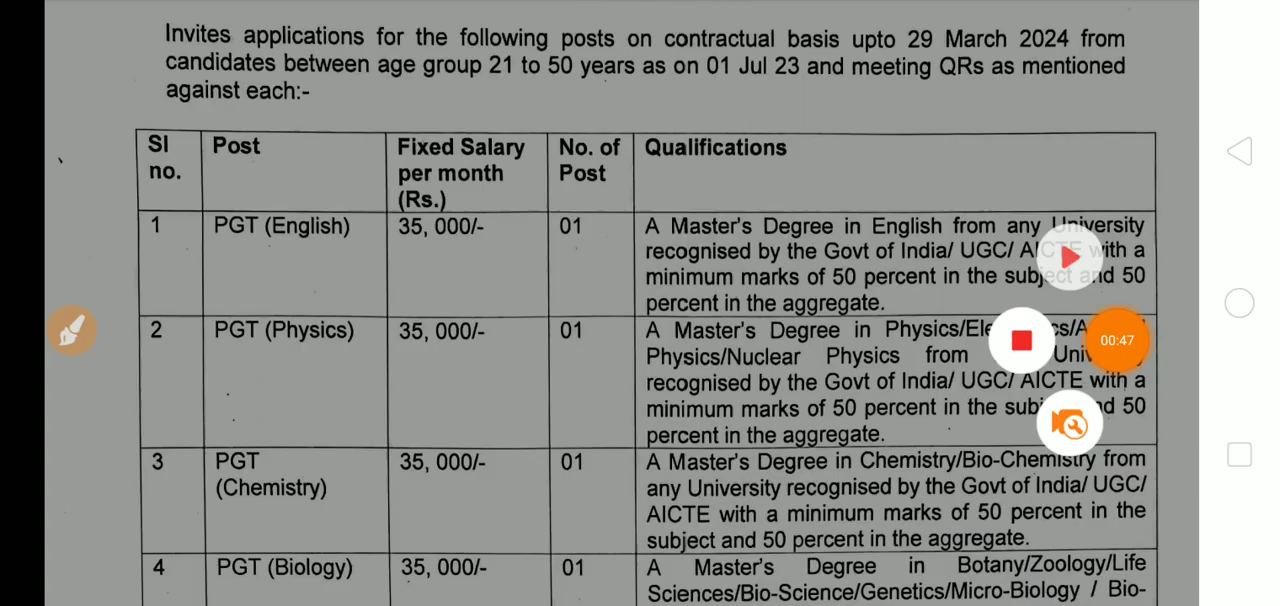 Invites applications for the following posts on contractual basis upto 29 March 2024 from
candidates between age group 21 to 50 years as on 01 Jul 23 and meeting QRs as mentioned
against each:-
Sl no. Post Fixed Salary per month (Rs.) No. of Post Qualifications
1 PGT (English) 35, 000/- 01 A Master's Degree in English from any University
recognised by the Govt of India/ UGC/ AICTE with a
minimum marks of 50 percent in the subject and 50
percent in the aggregate.
2 PGT (Physics) 35, 000/- 01 A Master's Degree in Physics/
Physics/Nuclear Physics from
recognised by the Govt of India/ UGC/ AICTE with a
minimum marks of 50 percent in the 50
percent in the aggregate.
3 PGT (Chemistry) 35, 000/- 01 A Master's Degree in Chemistry/Bio-Chemistry from
any University recognised by the Govt of India/ UGC/
AICTE with a minimum marks of 50 percent in the
subject and 50 percent in the aggregate.
4 PGT (Biology) 35, 000/- 01 A Master's Degree in Botany/Zoology/Life
Sciences/Bio-Science/Genetics/Micro-Biology / Bio-
00:47